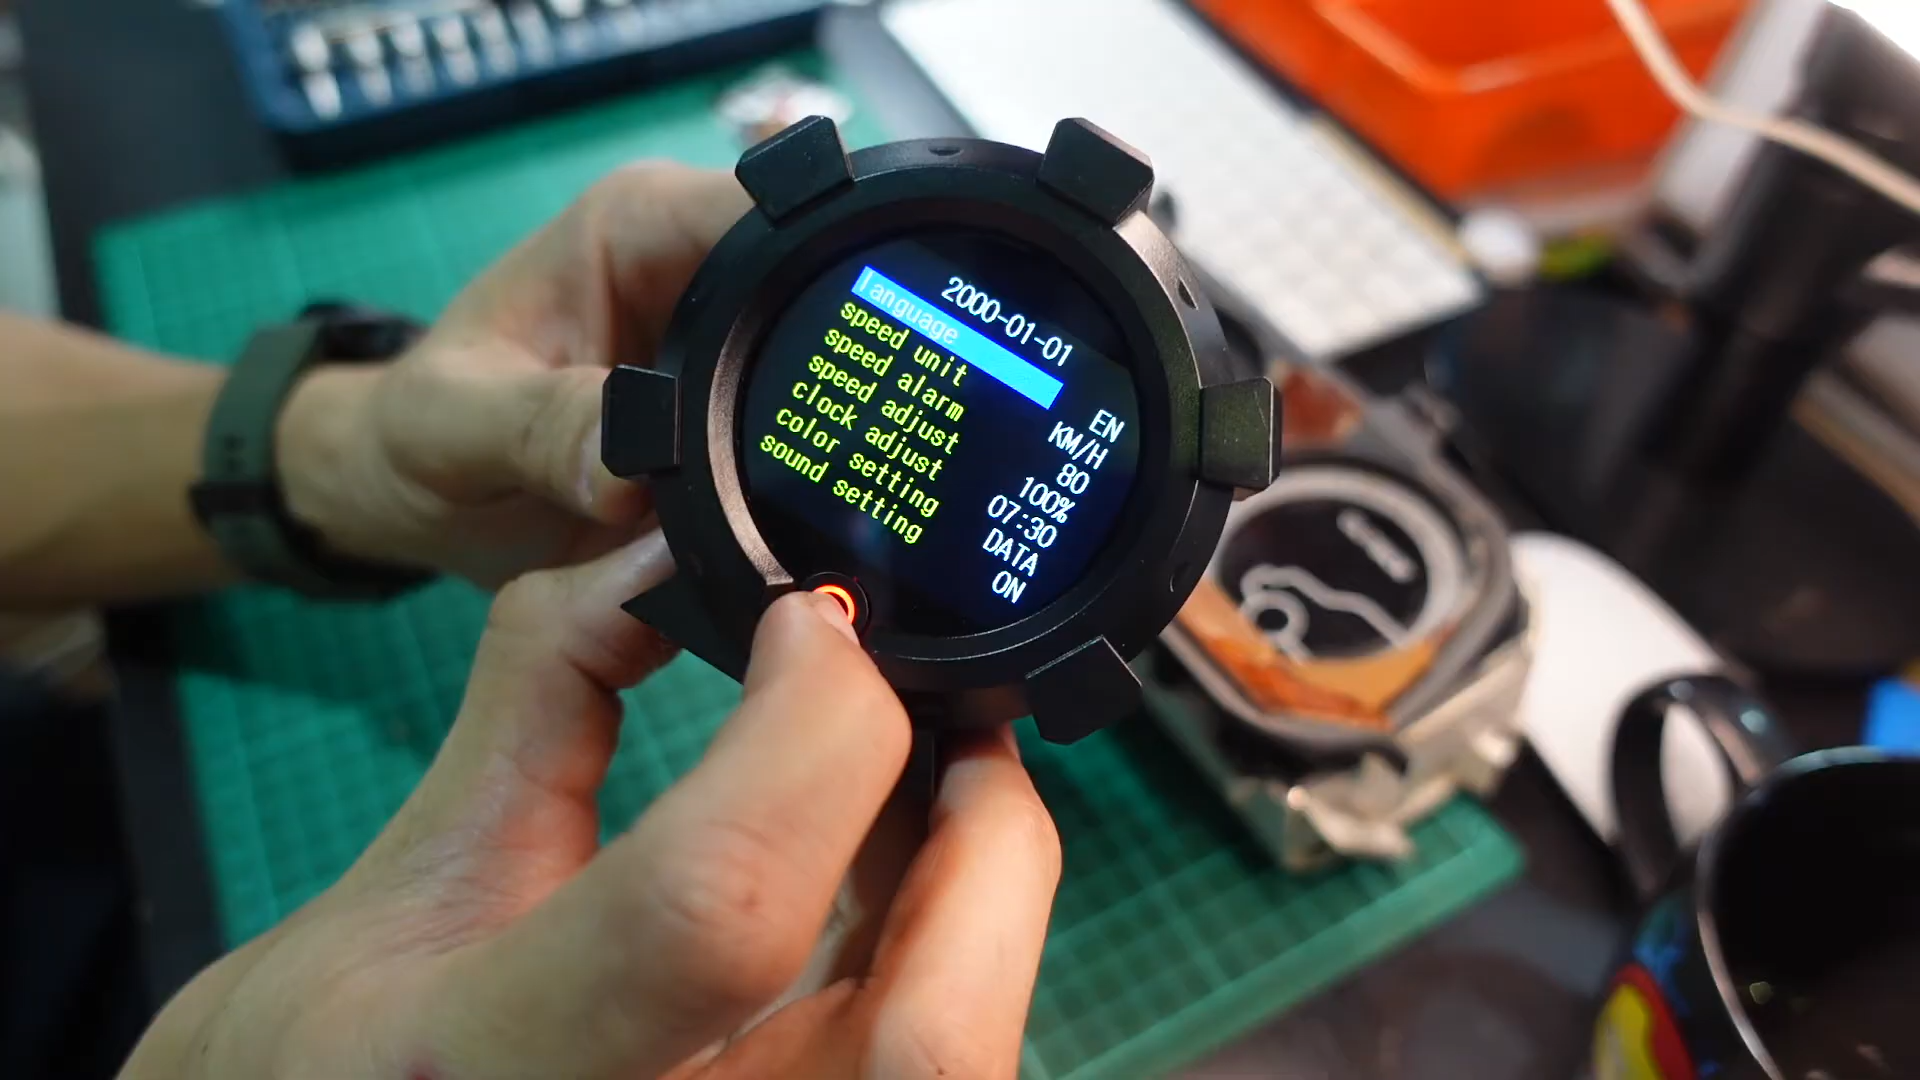 2000-01-01
language EN
speed unit KM/H
speed alarm 80
speed adjust 100%
clock adjust 07:30
color setting DATA
sound setting ON